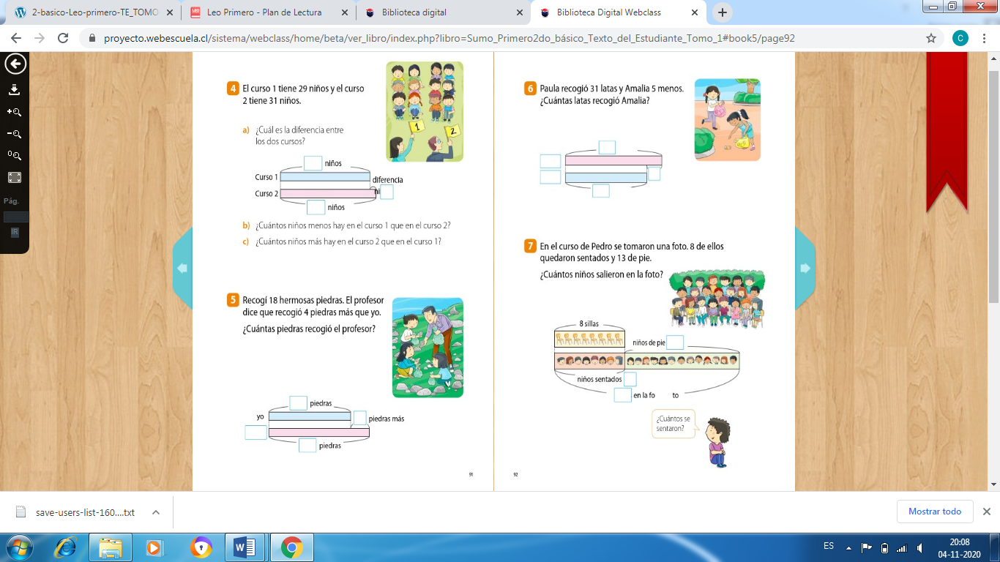 2-basico-Leo-primero-TE_TOMO
Leo Primero - Plan de Lectura
Biblioteca digital
Biblioteca Digital Webclass
proyecto.webescuela.cl/sistema/webclass/home/beta/ver_libro/index.php?libro=Sumo_Primero2do_básico_Texto_del_Estudiante_Tomo_1#book5/page92
C
Pág.
IR
4 El curso 1 tiene 29 niños y el curso
2 tiene 31 niños.
1
2
a) ¿Cuál es la diferencia entre
los dos cursos?
niños
Curso 1
diferencia
Curso 2
niños
b) ¿Cuántos niños menos hay en el curso 1 que en el curso 2?
c) ¿Cuántos niños más hay en el curso 2 que en el curso 1?
5 Recogí 18 hermosas piedras. El profesor
dice que recogió 4 piedras más que yo.
¿Cuántas piedras recogió el profesor?
piedras
yo
piedras más
piedras
91
6 Paula recogió 31 latas y Amalia 5 menos.
¿Cuántas latas recogió Amalia?
7 En el curso de Pedro se tomaron una foto. 8 de ellos
quedaron sentados y 13 de pie.
¿Cuántos niños salieron en la foto?
8 sillas
niños de pie
niños sentados
en la fo to
¿Cuántos se
sentaron?
92
save-users-list-160....txt
Mostrar todo
ES
20:08
04-11-2020